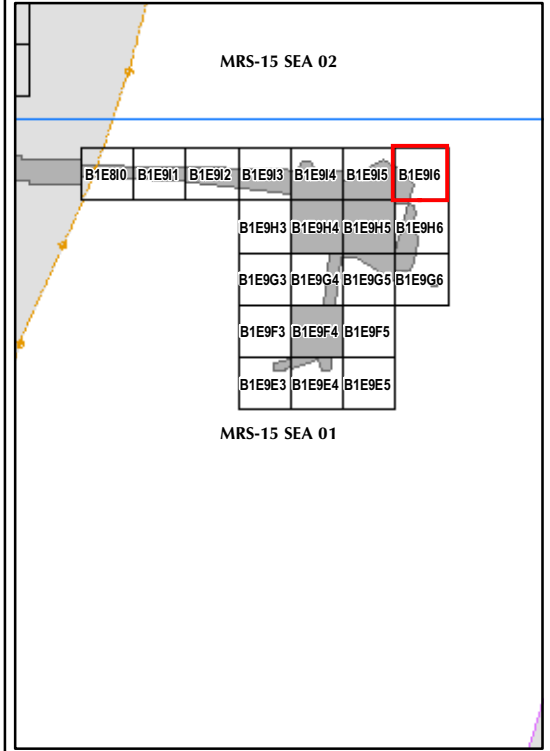 MRS-15 SEA 02
B1E8I0 B1E9I1 B1E9I2 B1E9I3 B1E9I4 B1E9I5 B1E9I6
B1E9H3 B1E9H4 B1E9H5 B1E9H6
B1E9G3 B1E9G4 B1E9G5 B1E9G6
B1E9F3 B1E9F4 B1E9F5
B1E9E3 B1E9E4 B1E9E5
MRS-15 SEA 01